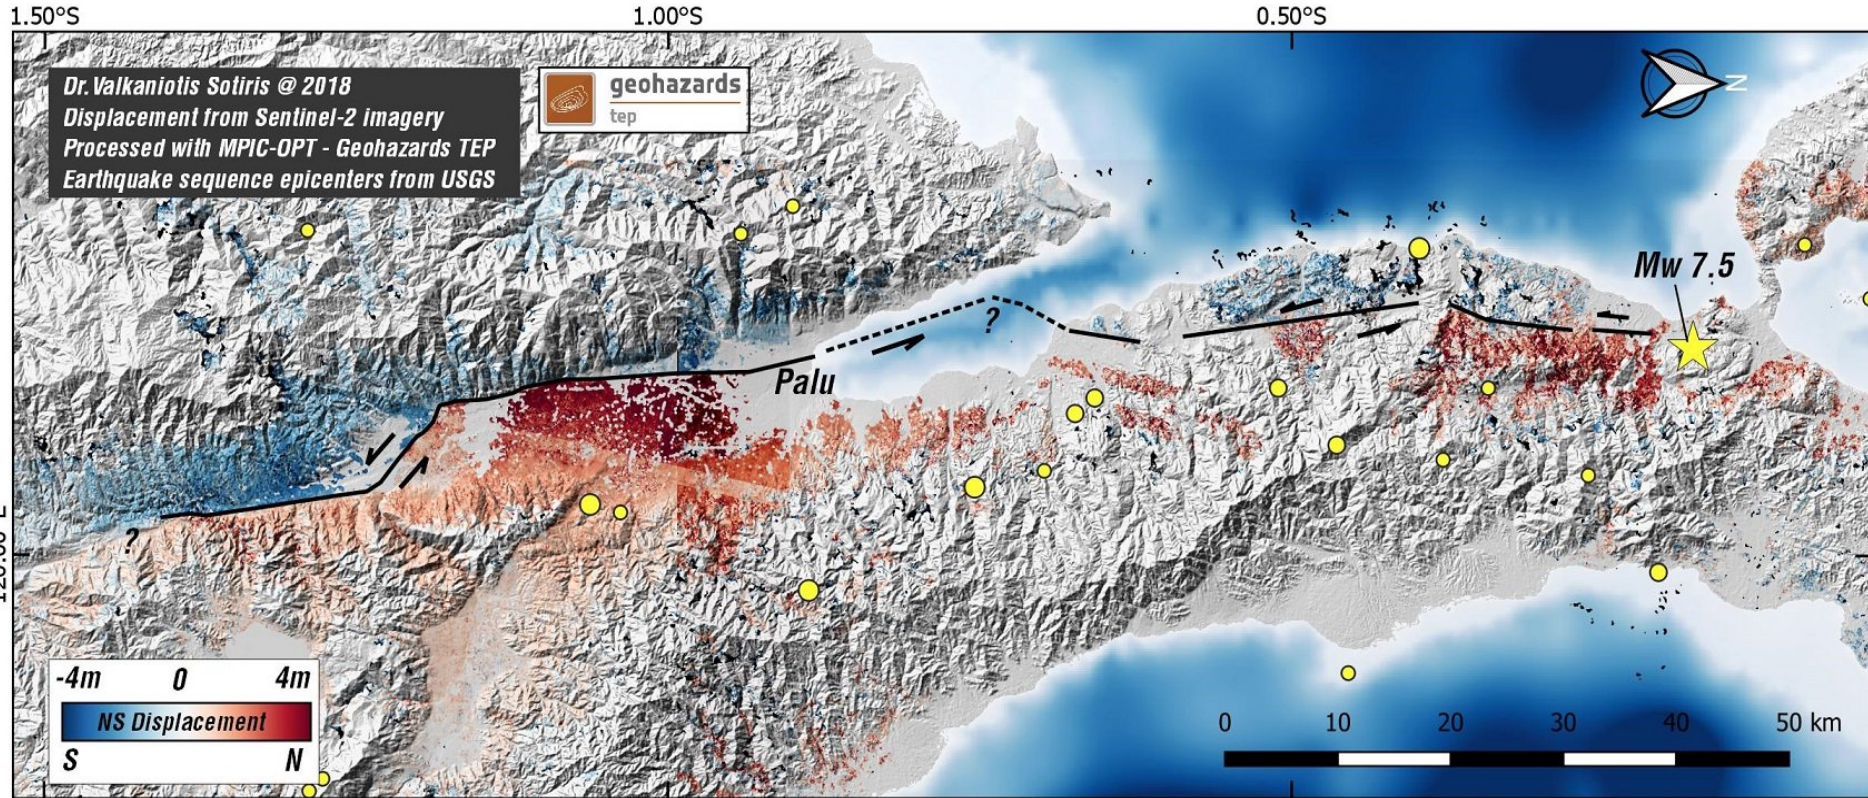 1.50°S
1.00°S
0.50°S
Dr. Valkaniotis Sotiris @ 2018
Displacement from Sentinel-2 imagery
Processed with MPIC-OPT - Geohazards TEP
Earthquake sequence epicenters from USGS
geohazards
tep
N
Mw 7.5
?
Palu
?
-4m 0 4m
NS Displacement
S N
0 10 20 30 40 50 km